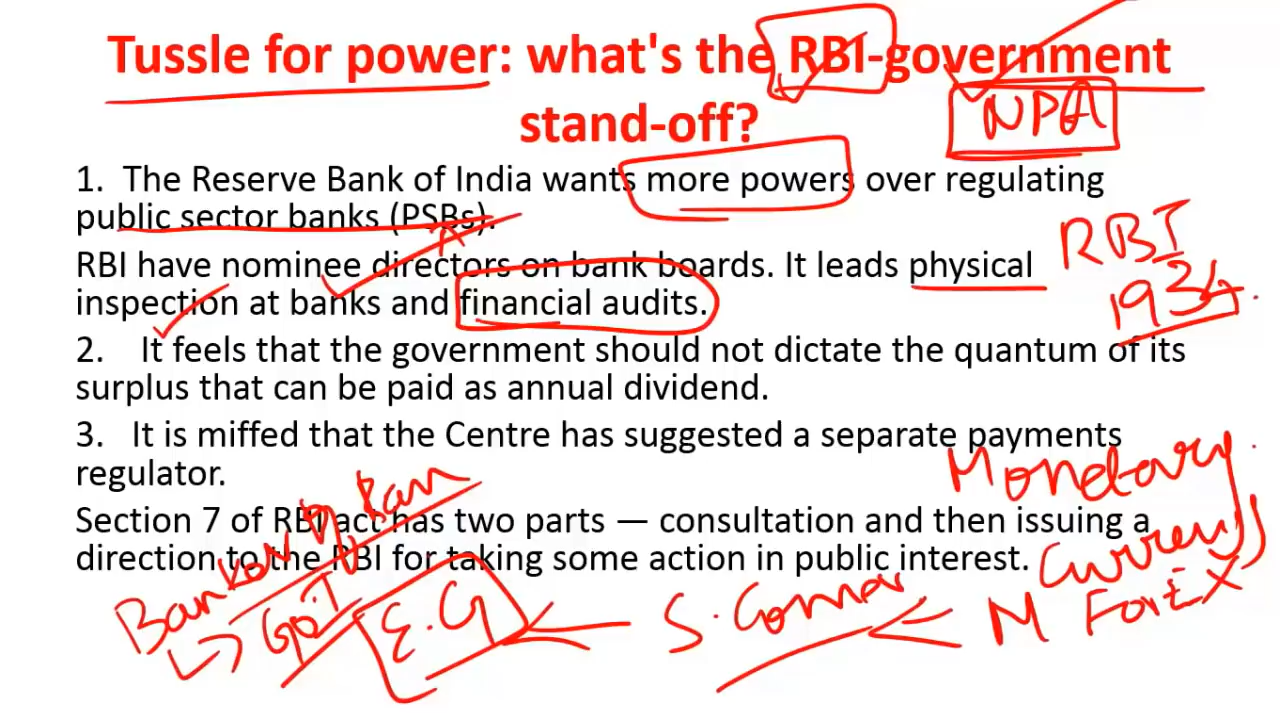 Tussle for power: what's the RBI-government
stand-off?
NPA
1. The Reserve Bank of India wants more powers over regulating
public sector banks (PSBs).
RBI have nominee directors on bank boards. It leads physical
inspection at banks and financial audits.
RBI
1934
2. It feels that the government should not dictate the quantum of its
surplus that can be paid as annual dividend.
3. It is miffed that the Centre has suggested a separate payments
regulator.
Section 7 of RBI act has two parts — consultation and then issuing a
direction to the RBI for taking some action in public interest.
Monetary
Currency
M ForEX
Banker
E.G